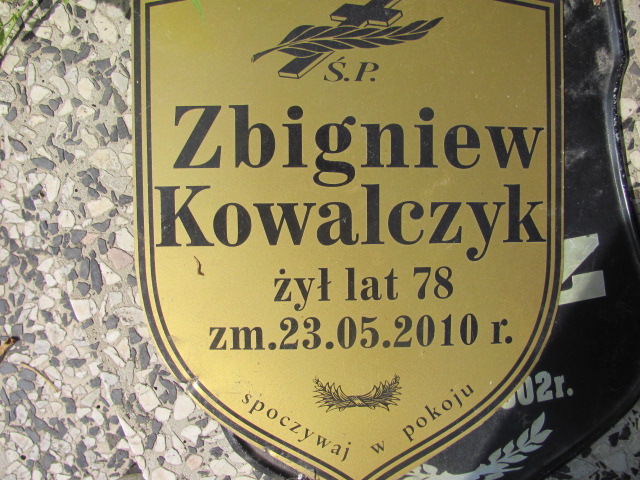 Ś.P.
Zbigniew
Kowalczyk
żył lat 78
zm.23.05.2010 r.
spoczywaj w pokoju